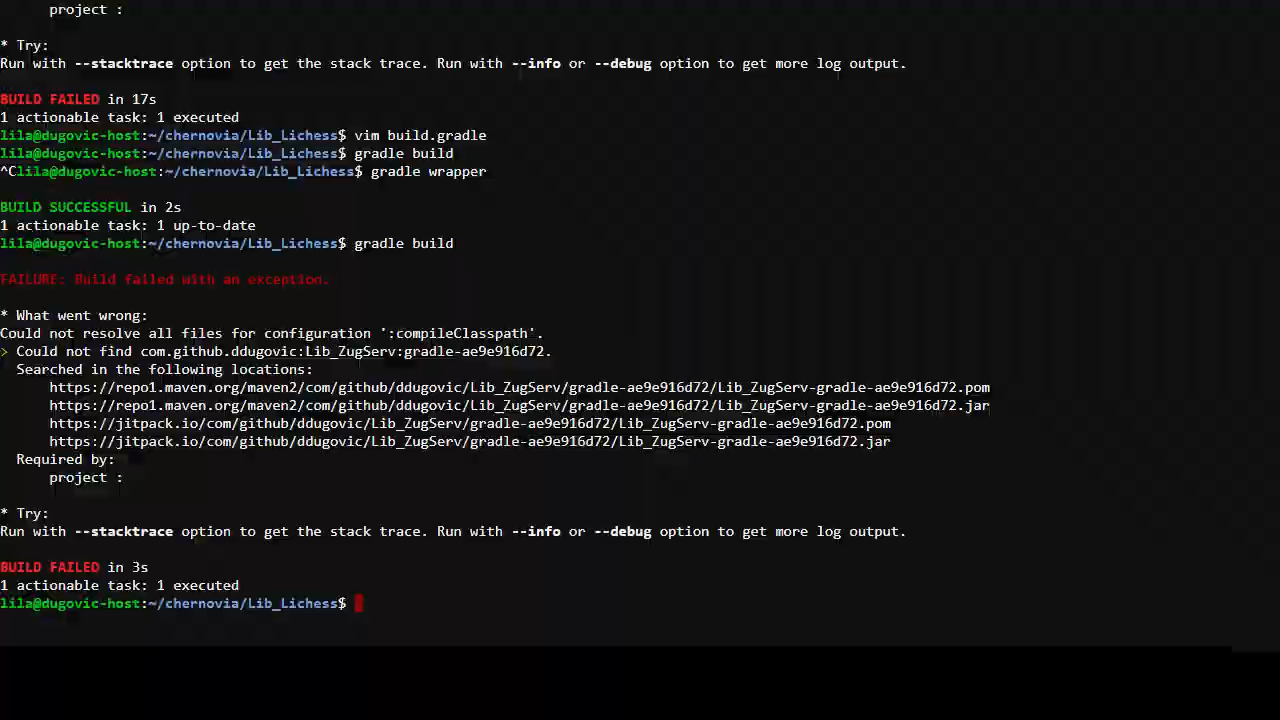 project :
* Try:
Run with --stacktrace option to get the stack trace. Run with --info or --debug option to get more log output.
BUILD FAILED in 17s
1 actionable task: 1 executed
lila@dugovic-host:~/chernovia/Lib_Lichess$ vim build.gradle
lila@dugovic-host:~/chernovia/Lib_Lichess$ gradle build
^Clila@dugovic-host:~/chernovia/Lib_Lichess$ gradle wrapper
BUILD SUCCESSFUL in 2s
1 actionable task: 1 up-to-date
lila@dugovic-host:~/chernovia/Lib_Lichess$ gradle build
FAILURE: Build failed with an exception.
* What went wrong:
Could not resolve all files for configuration ':compileClasspath'.
> Could not find com.github.ddugovic:Lib_ZugServ:gradle-ae9e916d72.
Searched in the following locations:
https://repo1.maven.org/maven2/com/github/ddugovic/Lib_ZugServ/gradle-ae9e916d72/Lib_ZugServ-gradle-ae9e916d72.pom
https://repo1.maven.org/maven2/com/github/ddugovic/Lib_ZugServ/gradle-ae9e916d72/Lib_ZugServ-gradle-ae9e916d72.jar
https://jitpack.io/com/github/ddugovic/Lib_ZugServ/gradle-ae9e916d72/Lib_ZugServ-gradle-ae9e916d72.pom
https://jitpack.io/com/github/ddugovic/Lib_ZugServ/gradle-ae9e916d72/Lib_ZugServ-gradle-ae9e916d72.jar
Required by:
project :
* Try:
Run with --stacktrace option to get the stack trace. Run with --info or --debug option to get more log output.
BUILD FAILED in 3s
1 actionable task: 1 executed
lila@dugovic-host:~/chernovia/Lib_Lichess$